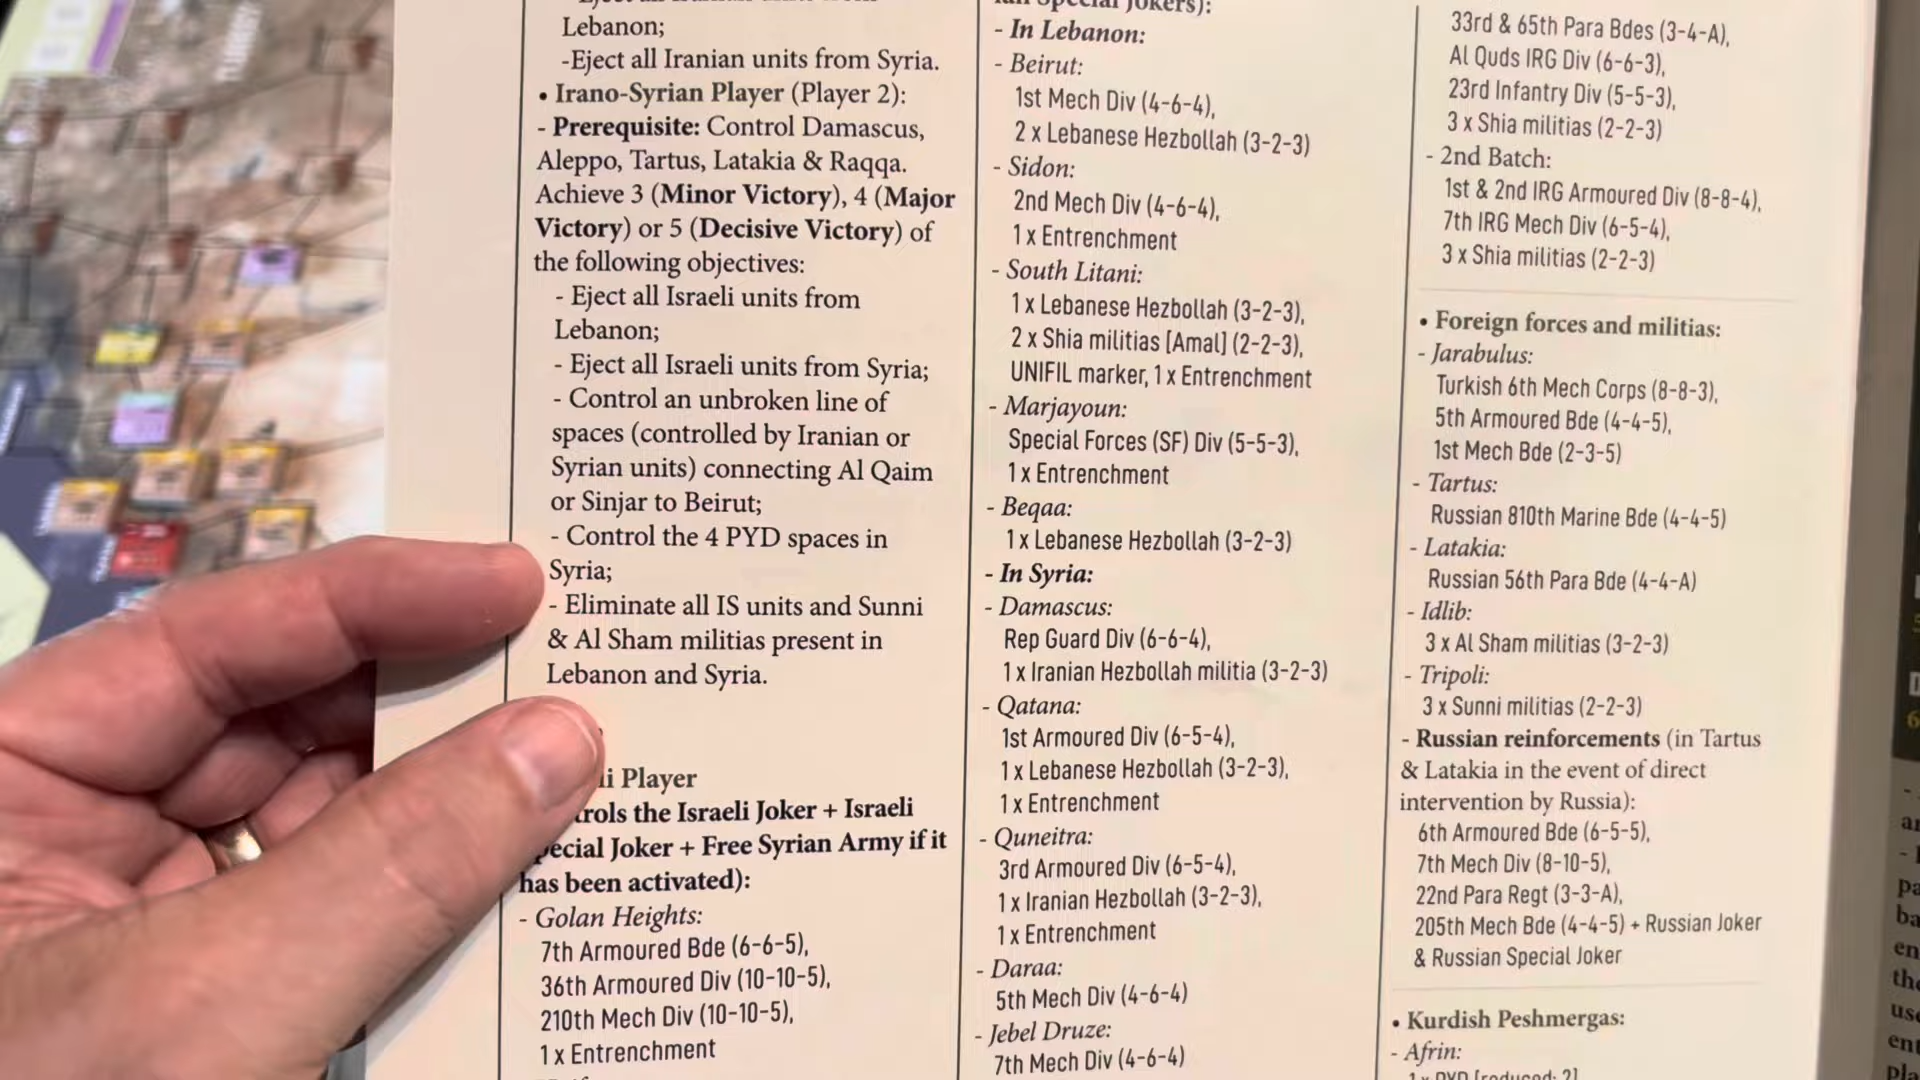 Lebanon;
-Eject all Iranian units from Syria.
• Irano-Syrian Player (Player 2):
- Prerequisite: Control Damascus,
Aleppo, Tartus, Latakia & Raqqa.
Achieve 3 (Minor Victory), 4 (Major
Victory) or 5 (Decisive Victory) of
the following objectives:
- Eject all Israeli units from
Lebanon;
- Eject all Israeli units from Syria;
- Control an unbroken line of
spaces (controlled by Iranian or
Syrian units) connecting Al Qaim
or Sinjar to Beirut;
- Control the 4 PYD spaces in
Syria;
- Eliminate all IS units and Sunni
& Al Sham militias present in
Lebanon and Syria.
Player
the Israeli Joker + Israeli
Joker + Free Syrian Army if it
has been activated):
- Golan Heights:
7th Armoured Bde (6-6-5),
36th Armoured Div (10-10-5),
210th Mech Div (10-10-5),
1 x Entrenchment
Special Jokers):
- In Lebanon:
- Beirut:
1st Mech Div (4-6-4),
2 x Lebanese Hezbollah (3-2-3)
- Sidon:
2nd Mech Div (4-6-4),
1 x Entrenchment
- South Litani:
1 x Lebanese Hezbollah (3-2-3),
2 x Shia militias [Amal] (2-2-3),
UNIFIL marker, 1 x Entrenchment
- Marjayoun:
Special Forces (SF) Div (5-5-3),
1 x Entrenchment
- Beqaa:
1 x Lebanese Hezbollah (3-2-3)
- In Syria:
- Damascus:
Rep Guard Div (6-6-4),
1 x Iranian Hezbollah militia (3-2-3)
- Qatana:
1st Armoured Div (6-5-4),
1 x Lebanese Hezbollah (3-2-3),
1 x Entrenchment
- Quneitra:
3rd Armoured Div (6-5-4),
1 x Iranian Hezbollah (3-2-3),
1 x Entrenchment
- Daraa:
5th Mech Div (4-6-4)
- Jebel Druze:
7th Mech Div (4-6-4)
33rd & 65th Para Bdes (3-4-A),
Al Quds IRG Div (6-6-3),
23rd Infantry Div (5-5-3),
3 x Shia militias (2-2-3)
- 2nd Batch:
1st & 2nd IRG Armoured Div (8-8-4),
7th IRG Mech Div (6-5-4),
3 x Shia militias (2-2-3)
• Foreign forces and militias:
- Jarabulus:
Turkish 6th Mech Corps (8-8-3),
5th Armoured Bde (4-4-5),
1st Mech Bde (2-3-5)
- Tartus:
Russian 810th Marine Bde (4-4-5)
- Latakia:
Russian 56th Para Bde (4-4-A)
- Idlib:
3 x Al Sham militias (3-2-3)
- Tripoli:
3 x Sunni militias (2-2-3)
- Russian reinforcements (in Tartus
& Latakia in the event of direct
intervention by Russia):
6th Armoured Bde (6-5-5),
7th Mech Div (8-10-5),
22nd Para Regt (3-3-A),
205th Mech Bde (4-4-5) + Russian Joker
& Russian Special Joker
• Kurdish Peshmergas:
- Afrin: